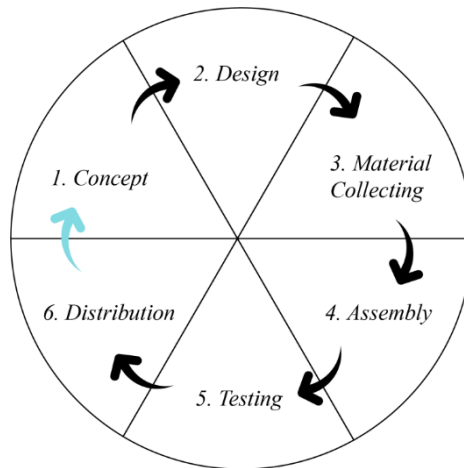 1. Concept
2. Design
3. Material
Collecting
4. Assembly
5. Testing
6. Distribution